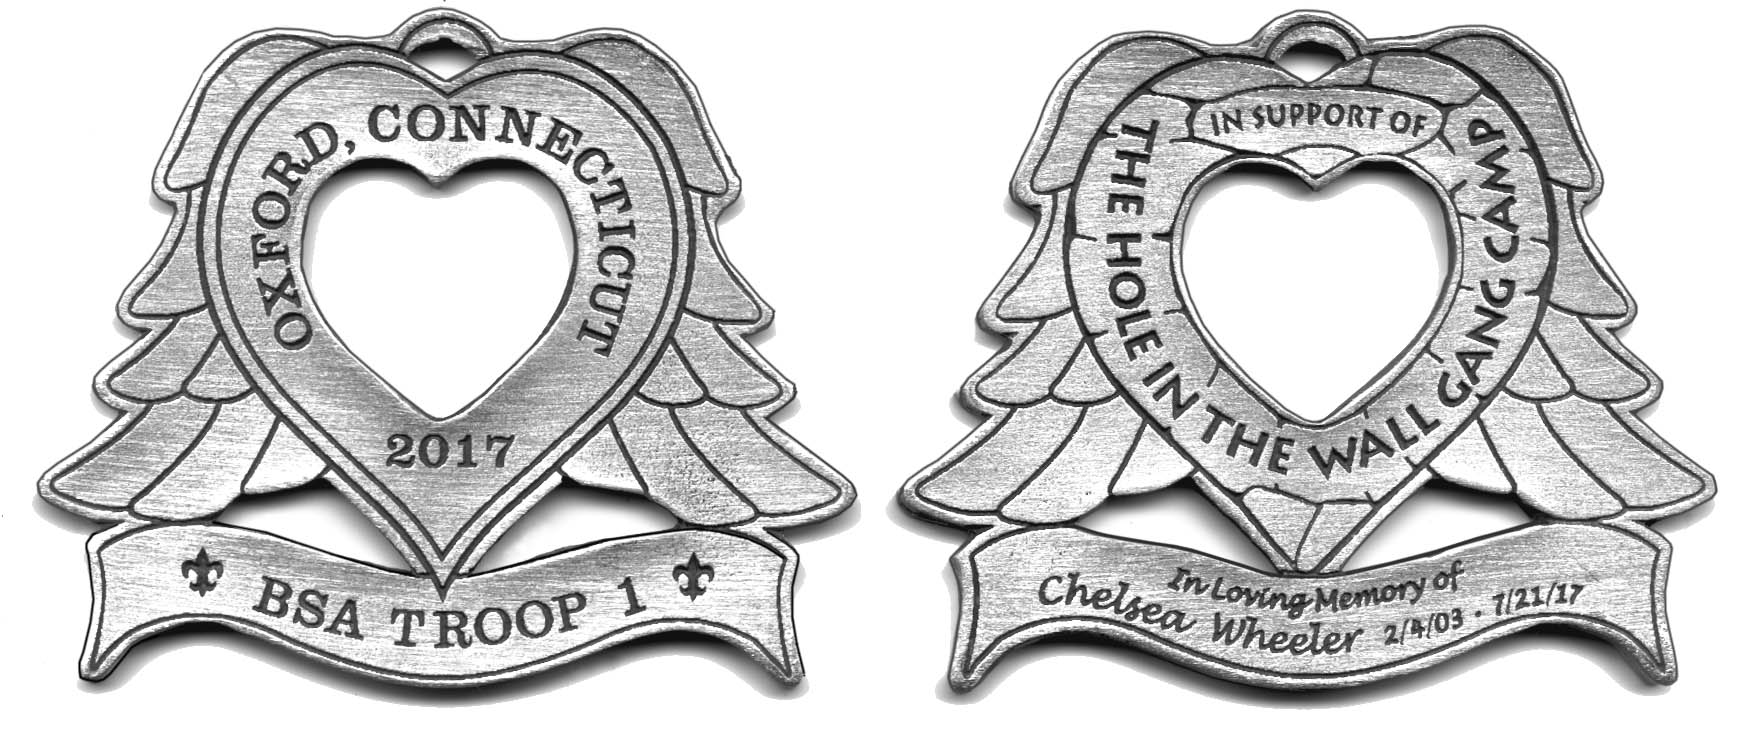 OXFORD, CONNECTICUT
2017
BSA TROOP 1
IN SUPPORT OF
THE HOLE IN THE WALL GANG CAMP
In Loving Memory of
Chelsea Wheeler 2/4/03 · 7/21/17